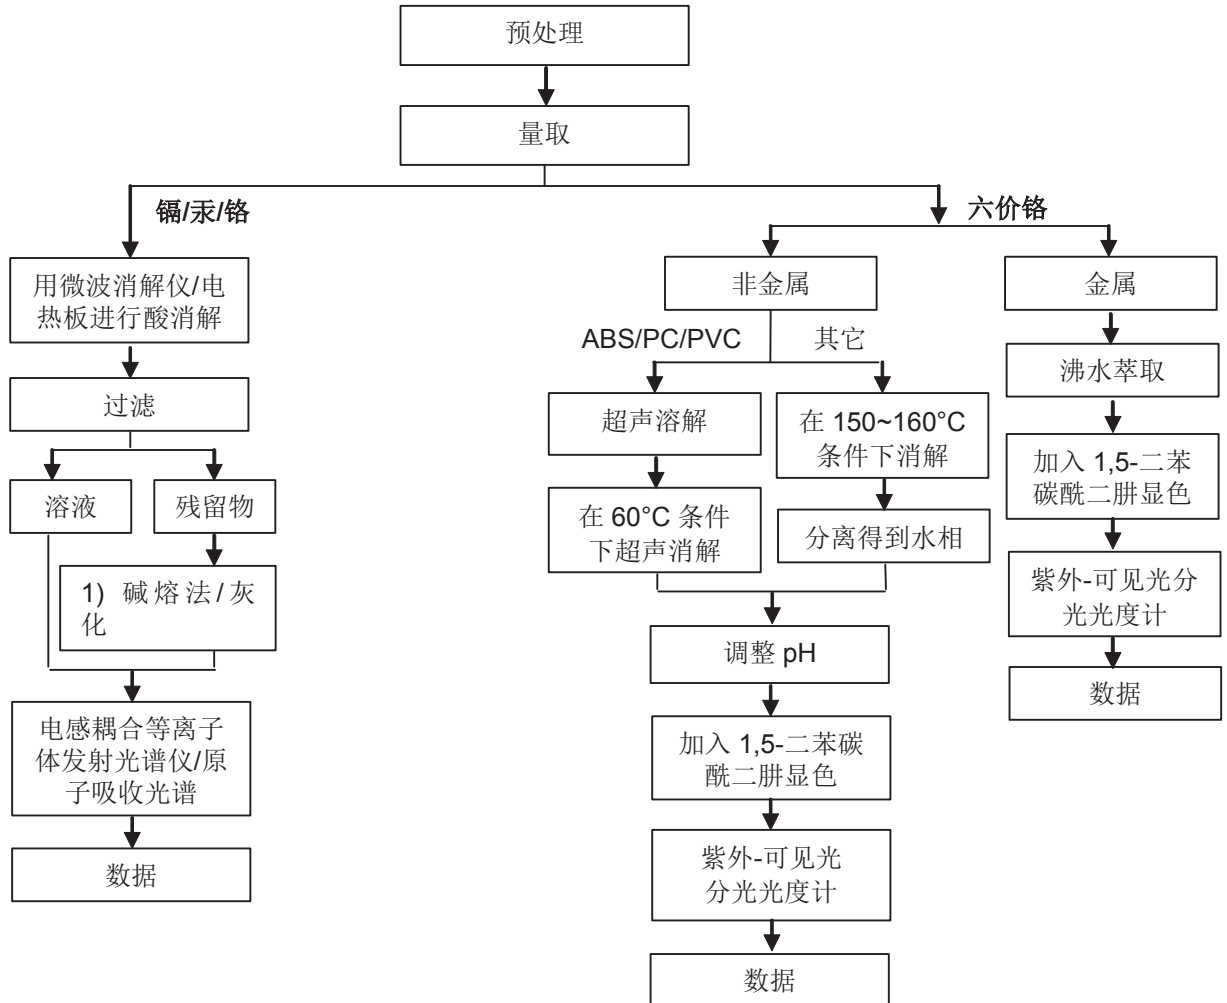 预处理
量取
镉/汞/铬
六价铬
用微波消解仪/电
热板进行酸消解
过滤
溶液
残留物
1) 碱熔法/灰
化
电感耦合等离子
体发射光谱仪/原
子吸收光谱
数据
非金属
ABS/PC/PVC
其它
超声溶解
在 60°C 条件
下超声消解
在 150~160°C
条件下消解
分离得到水相
调整 pH
加入 1,5-二苯碳
酰二肼显色
紫外-可见光
分光光度计
数据
金属
沸水萃取
加入 1,5-二苯
碳酰二肼显色
紫外-可见光分
光光度计
数据